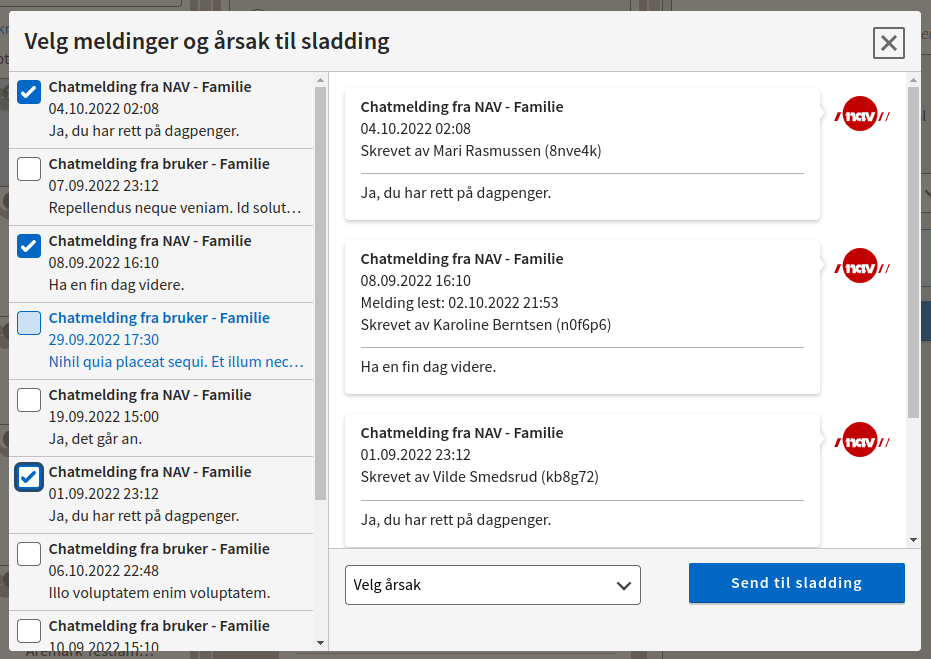 Velg meldinger og årsak til sladding
Chatmelding fra NAV - Familie
04.10.2022 02:08
Ja, du har rett på dagpenger.
Chatmelding fra bruker - Familie
07.09.2022 23:12
Repellendus neque veniam. Id solut…
Chatmelding fra NAV - Familie
08.09.2022 16:10
Ha en fin dag videre.
Chatmelding fra bruker - Familie
29.09.2022 17:30
Nihil quia placeat sequi. Et illum nec…
Chatmelding fra NAV - Familie
19.09.2022 15:00
Ja, det går an.
Chatmelding fra NAV - Familie
01.09.2022 23:12
Ja, du har rett på dagpenger.
Chatmelding fra bruker - Familie
06.10.2022 22:48
Illo voluptatem enim voluptatem.
Chatmelding fra bruker - Familie
10.09.2022 15:10
Chatmelding fra NAV - Familie
04.10.2022 02:08
Skrevet av Mari Rasmussen (8nve4k)
Ja, du har rett på dagpenger.
nav
Chatmelding fra NAV - Familie
08.09.2022 16:10
Melding lest: 02.10.2022 21:53
Skrevet av Karoline Berntsen (n0f6p6)
Ha en fin dag videre.
nav
Chatmelding fra NAV - Familie
01.09.2022 23:12
Skrevet av Vilde Smedsrud (kb8g72)
Ja, du har rett på dagpenger.
nav
Velg årsak
Send til sladding